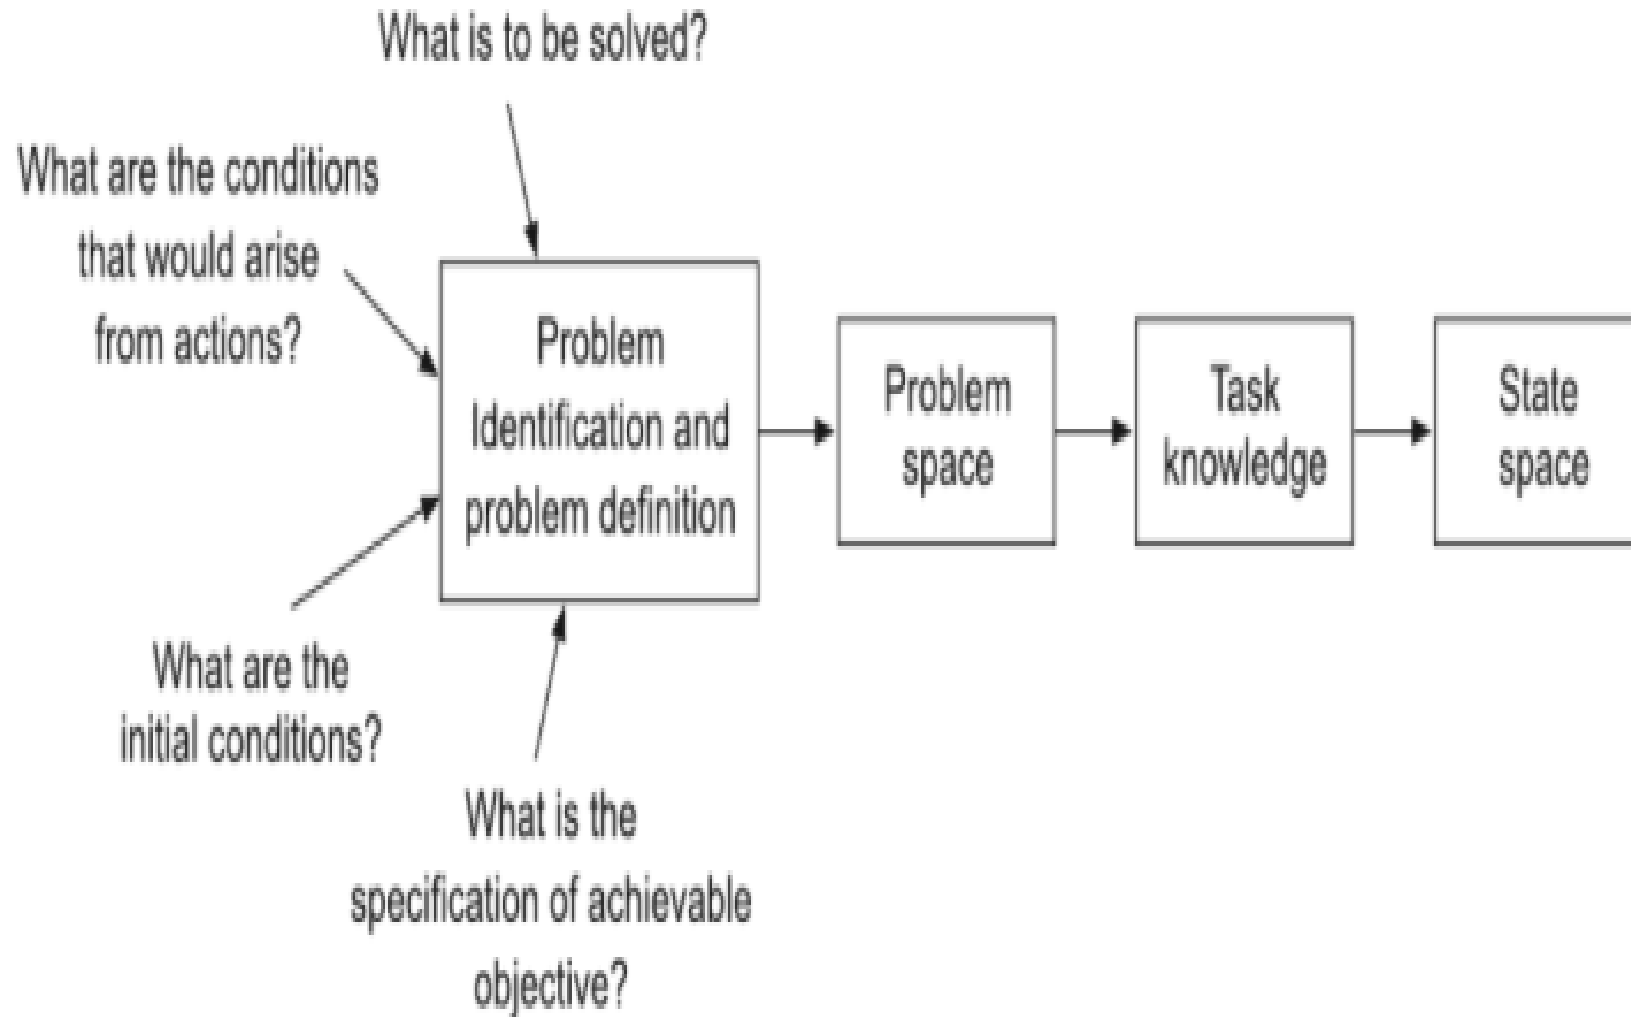 What is to be solved?
What are the conditions
that would arise
from actions?
Problem
Identification and
problem definition
Problem
space
Task
knowledge
State
space
What are the
initial conditions?
What is the
specification of achievable
objective?